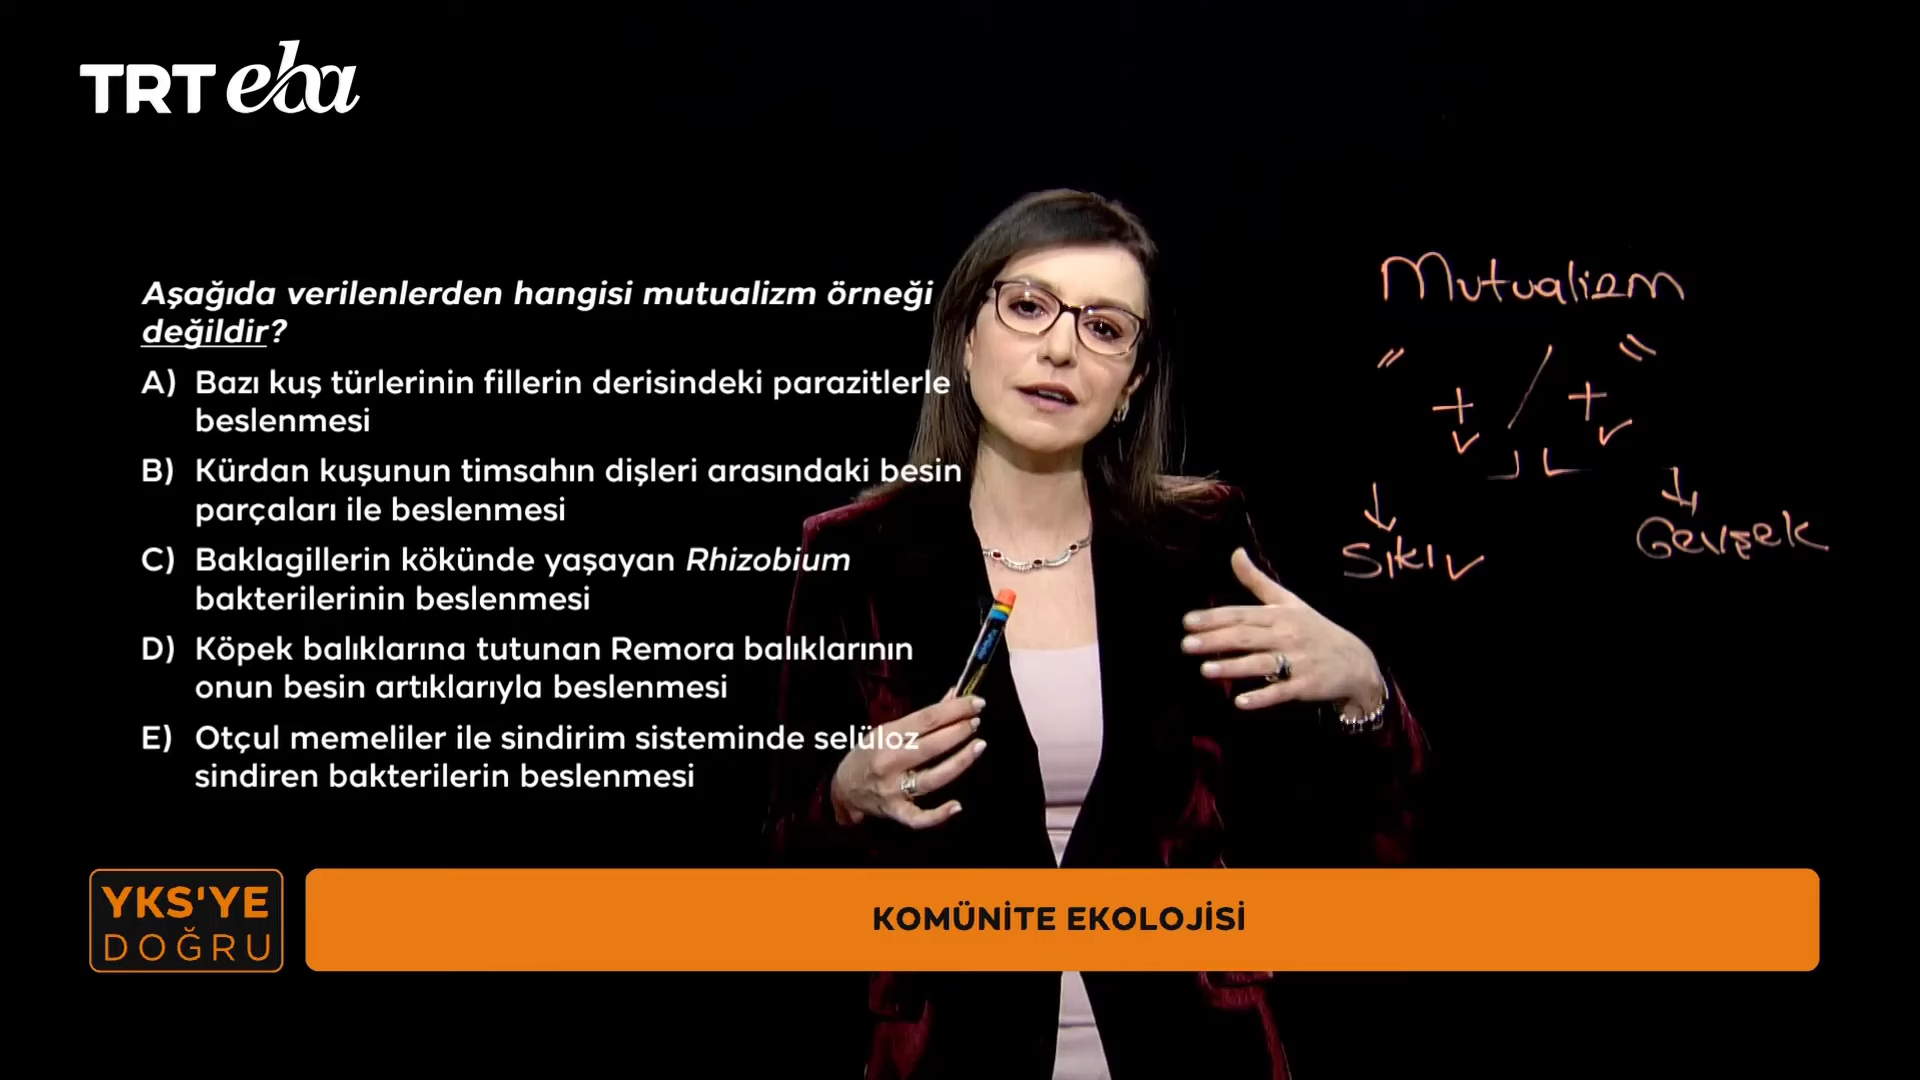 TRT eba
Aşağıda verilenlerden hangisi mutualizm örneği
değildir?
A) Bazı kuş türlerinin fillerin derisindeki parazitlerle
beslenmesi
B) Kürdan kuşunun timsahın dişleri arasındaki besin
parçaları ile beslenmesi
C) Baklagillerin kökünde yaşayan Rhizobium
bakterilerinin beslenmesi
D) Köpek balıklarına tutunan Remora balıklarının
onun besin artıklarıyla beslenmesi
E) Otçul memeliler ile sindirim sisteminde selüloz
sindiren bakterilerin beslenmesi
Mutualizm
+ / +
Sıkı
Gevşek
YKS'YE
DOĞRU
KOMÜNİTE EKOLOJİSİ